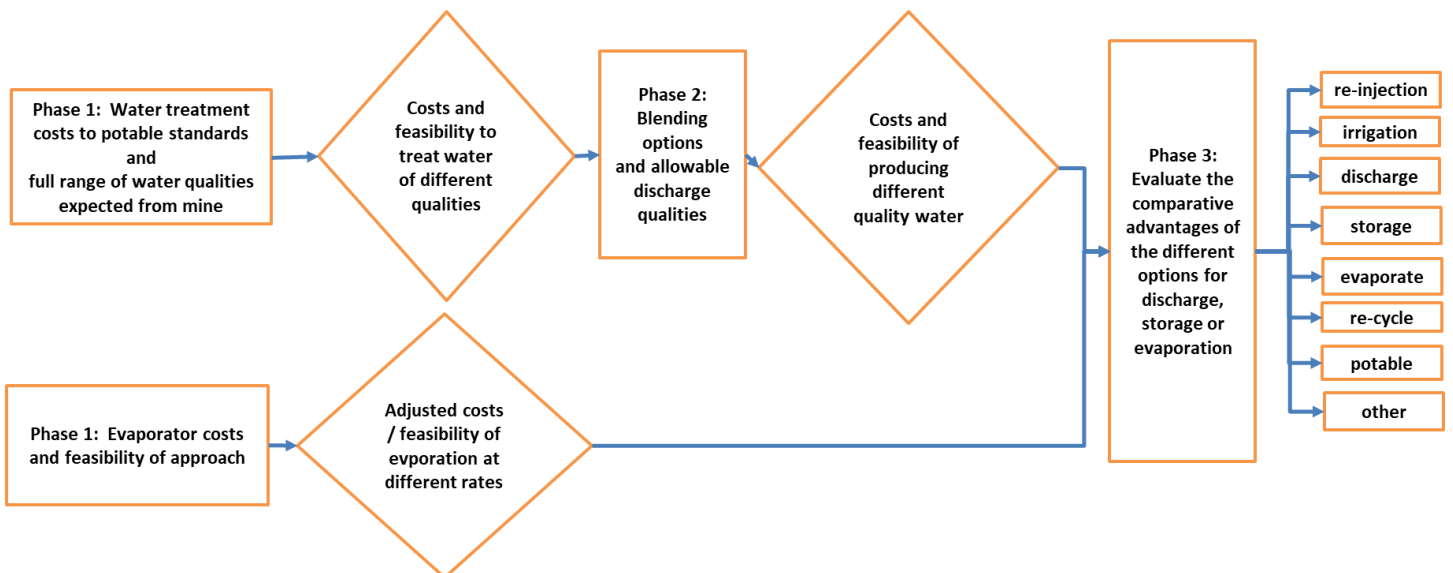 Phase 1:  Water treatment
costs to potable standards
and
full range of water qualities
expected from mine
Costs and
feasibility to
treat water
of different
qualities
Phase 2:
Blending
options
and allowable
discharge
qualities
Costs and
feasibility of
producing
different
quality water
Phase 3:
Evaluate the
comparative
advantages of
the different
options for
discharge,
storage or
evaporation
re-injection
irrigation
discharge
storage
evaporate
re-cycle
potable
other
Phase 1:  Evaporator costs
and feasibility of approach
Adjusted costs
/ feasibility of
evporation at
different rates